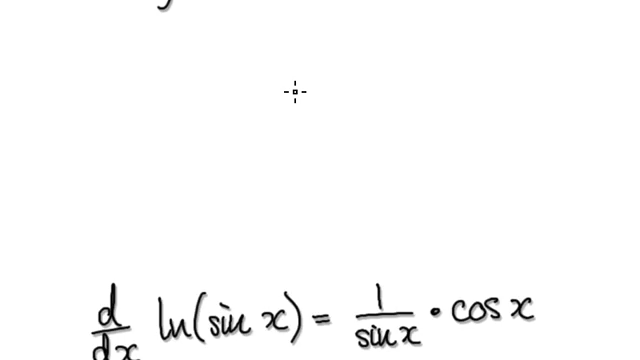 d/dx ln(sin x) = 1/sin x · cos x